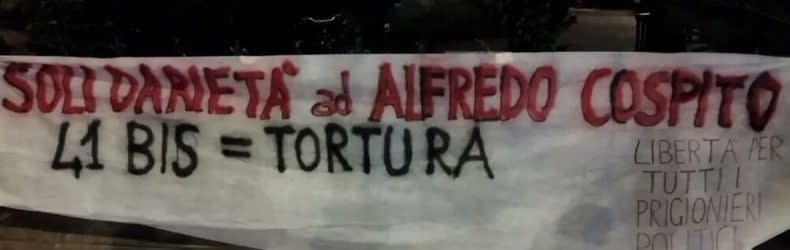 SOLIDARIETÀ ad ALFREDO COSPITO
41 BIS = TORTURA
LIBERTÀ PER
TUTTI I
PRIGIONIERI
POLITICI